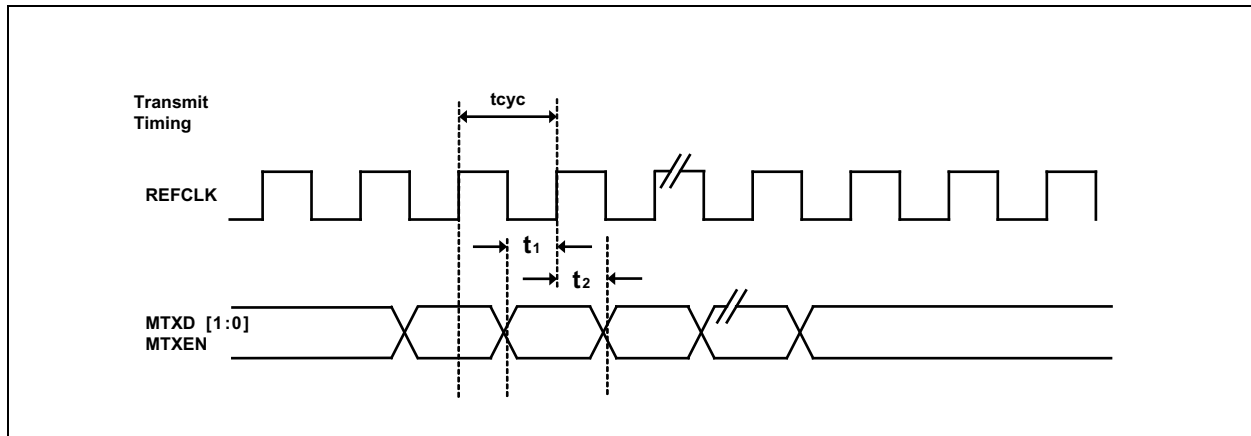 Transmit
Timing
tcyc
REFCLK
t1
t2
MTXD [1:0]
MTXEN